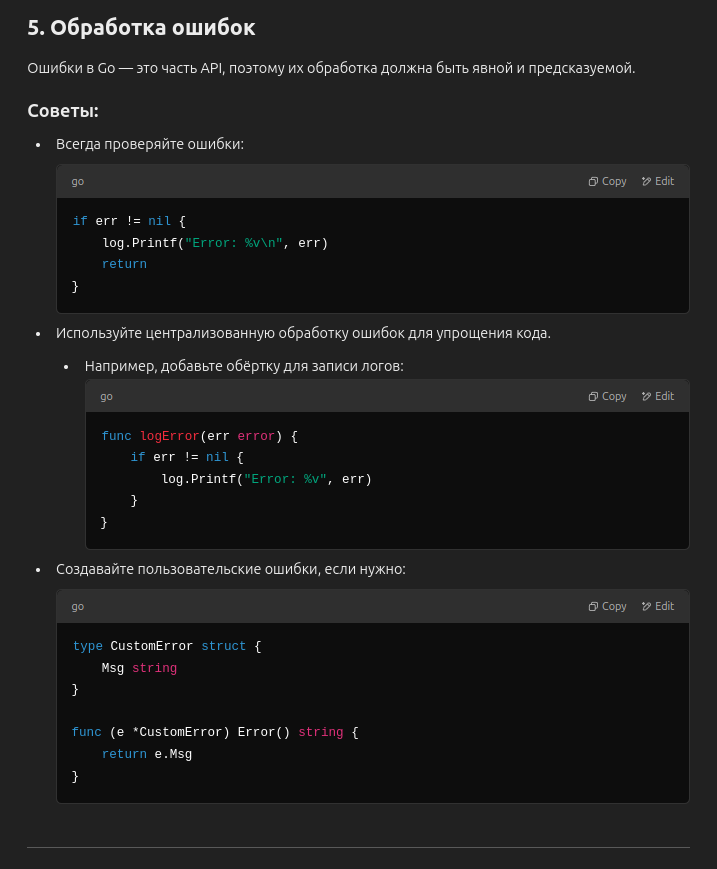 5. Обработка ошибок
Ошибки в Go — это часть API, поэтому их обработка должна быть явной и предсказуемой.
Советы:
• Всегда проверяйте ошибки:
go Copy Edit
if err != nil {
    log.Printf("Error: %v\n", err)
    return
}
• Используйте централизованную обработку ошибок для упрощения кода.
• Например, добавьте обёртку для записи логов:
go Copy Edit
func logError(err error) {
    if err != nil {
        log.Printf("Error: %v", err)
    }
}
• Создавайте пользовательские ошибки, если нужно:
go Copy Edit
type CustomError struct {
    Msg string
}

func (e *CustomError) Error() string {
    return e.Msg
}